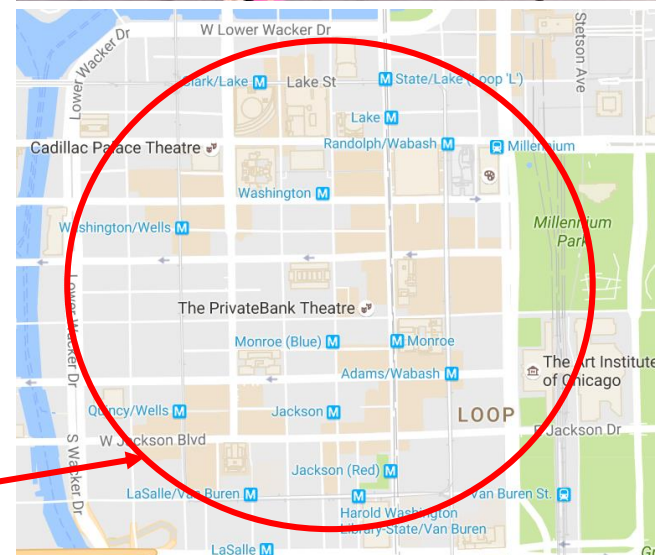 W Lower Wacker Dr
Lower Wacker Dr
Stetson Ave
Clark/Lake M
Lake St
M State/Lake (Loop 'L')
Lake M
Cadillac Palace Theatre
Randolph/Wabash M
Millennium
Washington M
Washington/Wells M
Millennium
Park
Lower Wacker Dr
The PrivateBank Theatre
Monroe (Blue) M
M Monroe
The Art Institute
of Chicago
Adams/Wabash M
Quincy/Wells M
Jackson M
LOOP
W Jackson Blvd
E Jackson Dr
S Wacker Dr
Jackson (Red) M
LaSalle/Van Buren M
M
Van Buren St.
Harold Washington
Library-State/Van Buren
LaSalle M